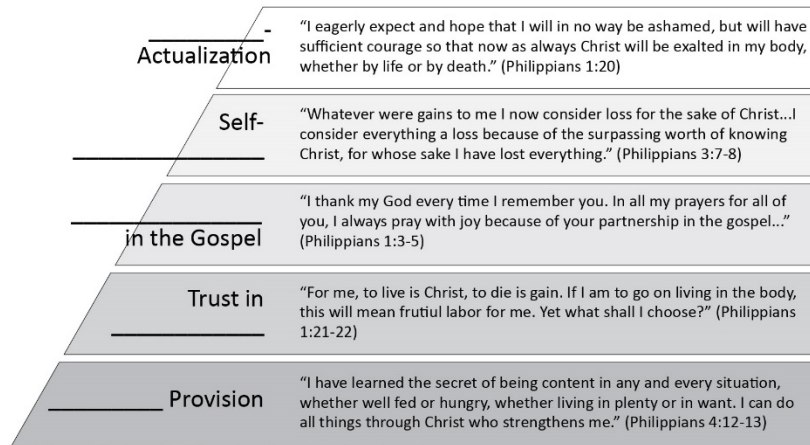 ____________-
Actualization
“I eagerly expect and hope that I will in no way be ashamed, but will have
sufficient courage so that now as always Christ will be exalted in my body,
whether by life or by death.” (Philippians 1:20)
Self-
____________________
“Whatever were gains to me I now consider loss for the sake of Christ...I
consider everything a loss because of the surpassing worth of knowing
Christ, for whose sake I have lost everything.” (Philippians 3:7-8)
____________________
in the Gospel
“I thank my God every time I remember you. In all my prayers for all of
you, I always pray with joy because of your partnership in the gospel...”
(Philippians 1:3-5)
Trust in
________________
“For me, to live is Christ, to die is gain. If I am to go on living in the body,
this will mean frutiul labor for me. Yet what shall I choose?” (Philippians
1:21-22)
____________ Provision
“I have learned the secret of being content in any and every situation,
whether well fed or hungry, whether living in plenty or in want. I can do
all things through Christ who strengthens me.” (Philippians 4:12-13)